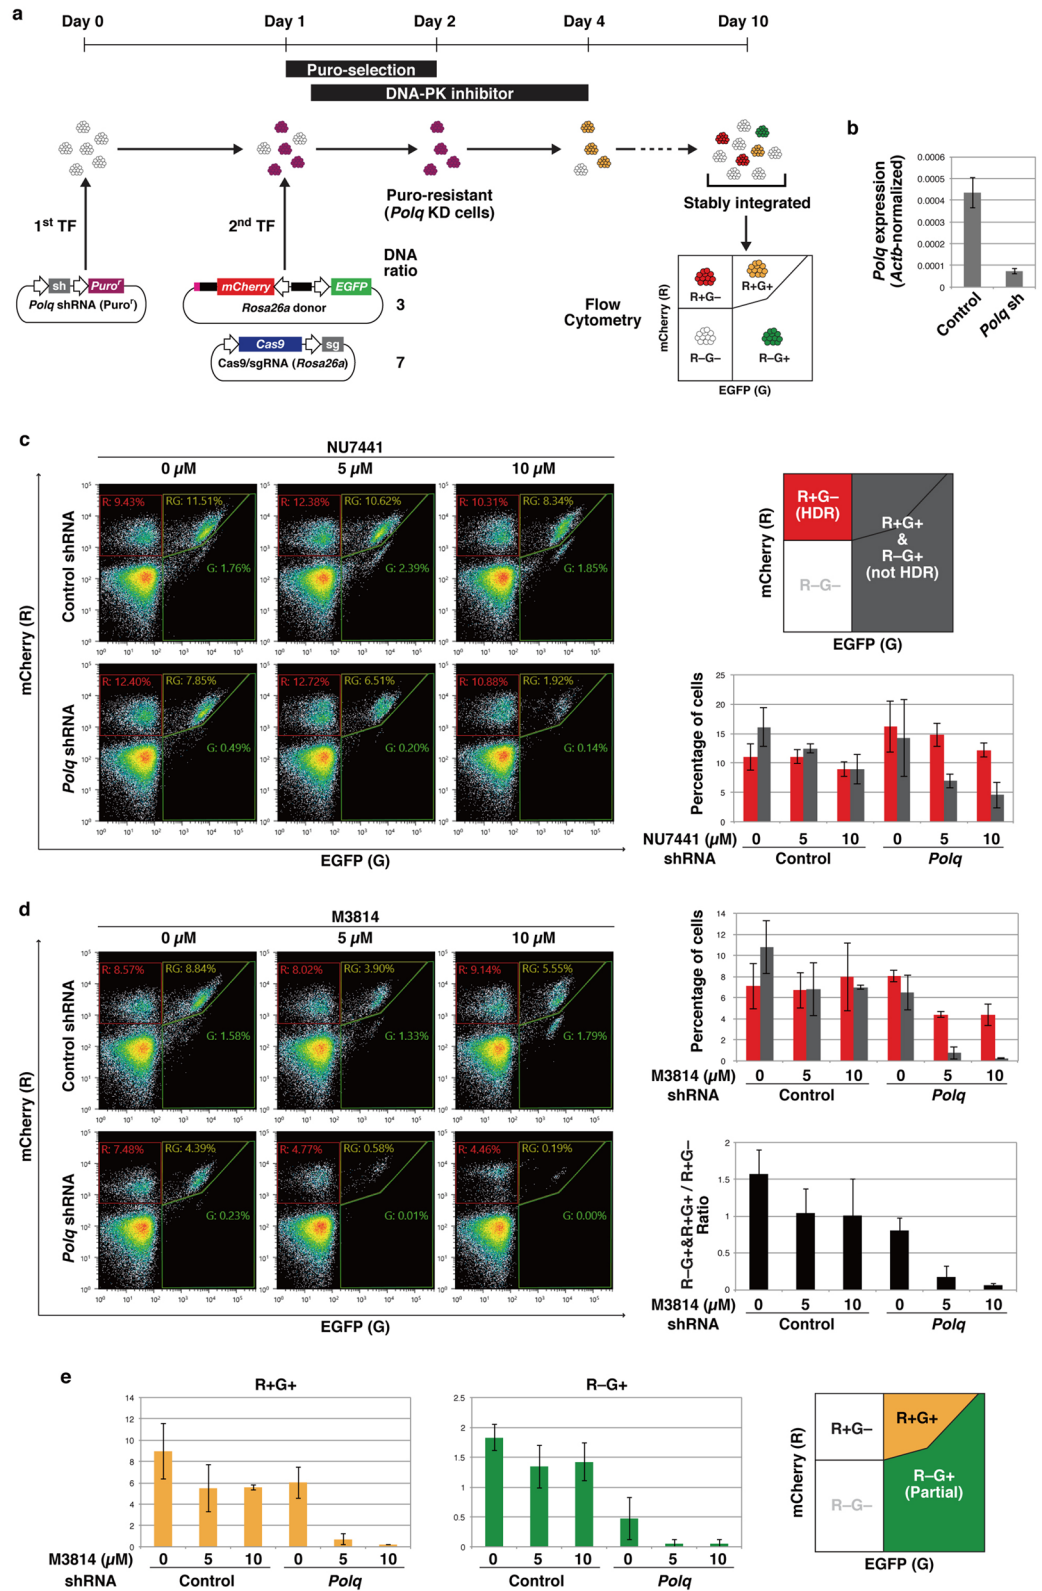 a
Day 0
Day 1
Day 2
Day 4
Day 10
Puro-selection
DNA-PK inhibitor
1st TF
2nd TF
Puro-resistant
(Polq KD cells)
Stably integrated
sh
Puroʳ
Polq shRNA (Puroʳ)
DNA
ratio
mCherry
EGFP
Rosa26a donor
3
Cas9
sg
Cas9/sgRNA (Rosa26a)
7
Flow
Cytometry
mCherry (R)
R+G−
R+G+
R−G−
R−G+
EGFP (G)
b
Polq expression
(Actb-normalized)
0.0006
0.0005
0.0004
0.0003
0.0002
0.0001
0
Control
Polq sh
c
NU7441
0 µM
5 µM
10 µM
mCherry (R)
Control shRNA
R: 9.43%
RG: 11.51%
G: 1.76%
R: 12.38%
RG: 10.62%
G: 2.39%
R: 10.31%
RG: 8.34%
G: 1.85%
Polq shRNA
R: 12.40%
RG: 7.85%
G: 0.49%
R: 12.72%
RG: 6.51%
G: 0.20%
R: 10.88%
RG: 1.92%
G: 0.14%
EGFP (G)
mCherry (R)
R+G−
(HDR)
R+G+
&
R−G+
(not HDR)
R−G−
EGFP (G)
Percentage of cells
25
20
15
10
5
0
NU7441 (µM) 0 5 10 0 5 10
shRNA Control Polq
d
M3814
0 µM
5 µM
10 µM
mCherry (R)
Control shRNA
R: 8.57%
RG: 8.84%
G: 1.58%
R: 8.02%
RG: 3.90%
G: 1.33%
R: 9.14%
RG: 5.55%
G: 1.79%
Polq shRNA
R: 7.48%
RG: 4.39%
G: 0.23%
R: 4.77%
RG: 0.58%
G: 0.01%
R: 4.46%
RG: 0.19%
G: 0.00%
EGFP (G)
Percentage of cells
14
12
10
8
6
4
2
0
M3814 (µM) 0 5 10 0 5 10
shRNA Control Polq
R−G+&R+G+ / R+G−
Ratio
2
1.5
1
0.5
0
M3814 (µM) 0 5 10 0 5 10
shRNA Control Polq
e
R+G+
14
12
10
8
6
4
2
0
M3814 (µM) 0 5 10 0 5 10
shRNA Control Polq
R−G+
2.5
2
1.5
1
0.5
0
0 5 10 0 5 10
Control Polq
mCherry (R)
R+G−
R+G+
R−G−
R−G+
(Partial)
EGFP (G)